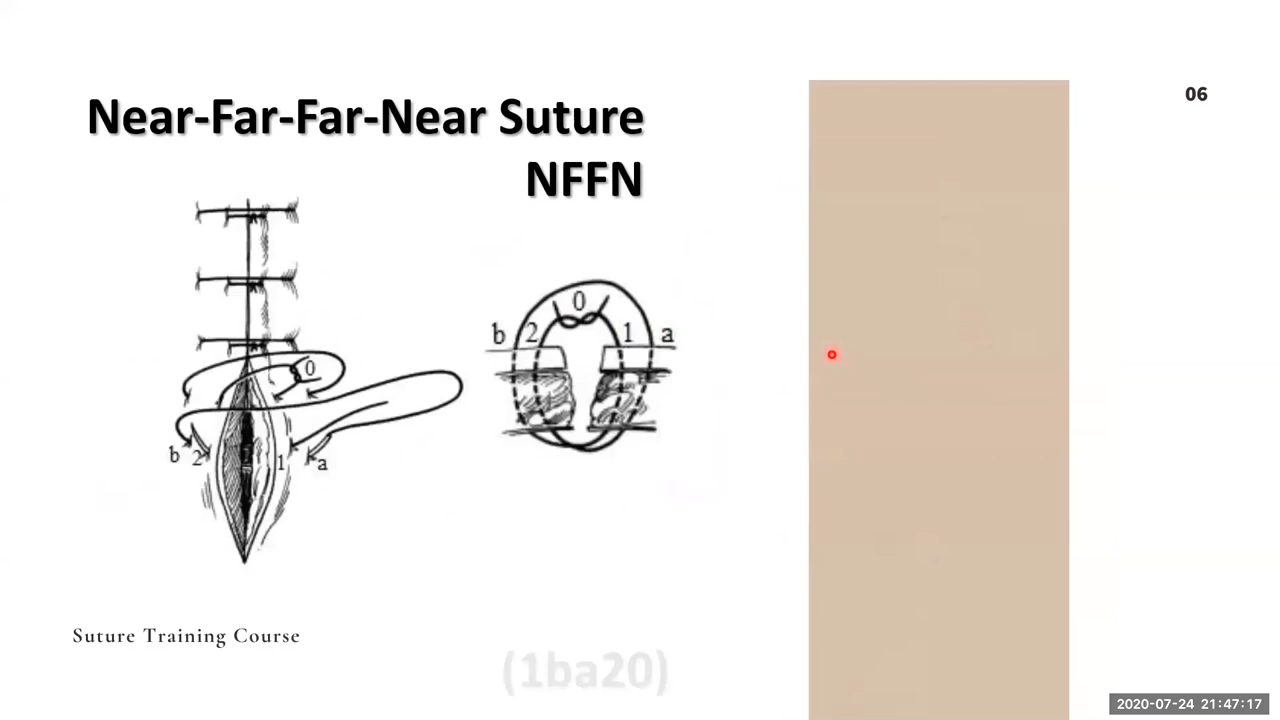 06
Near-Far-Far-Near Suture
NFFN
0
b 2 1 a
0
b 2 1 a
Suture Training Course
(1ba20)
2020-07-24 21:47:17